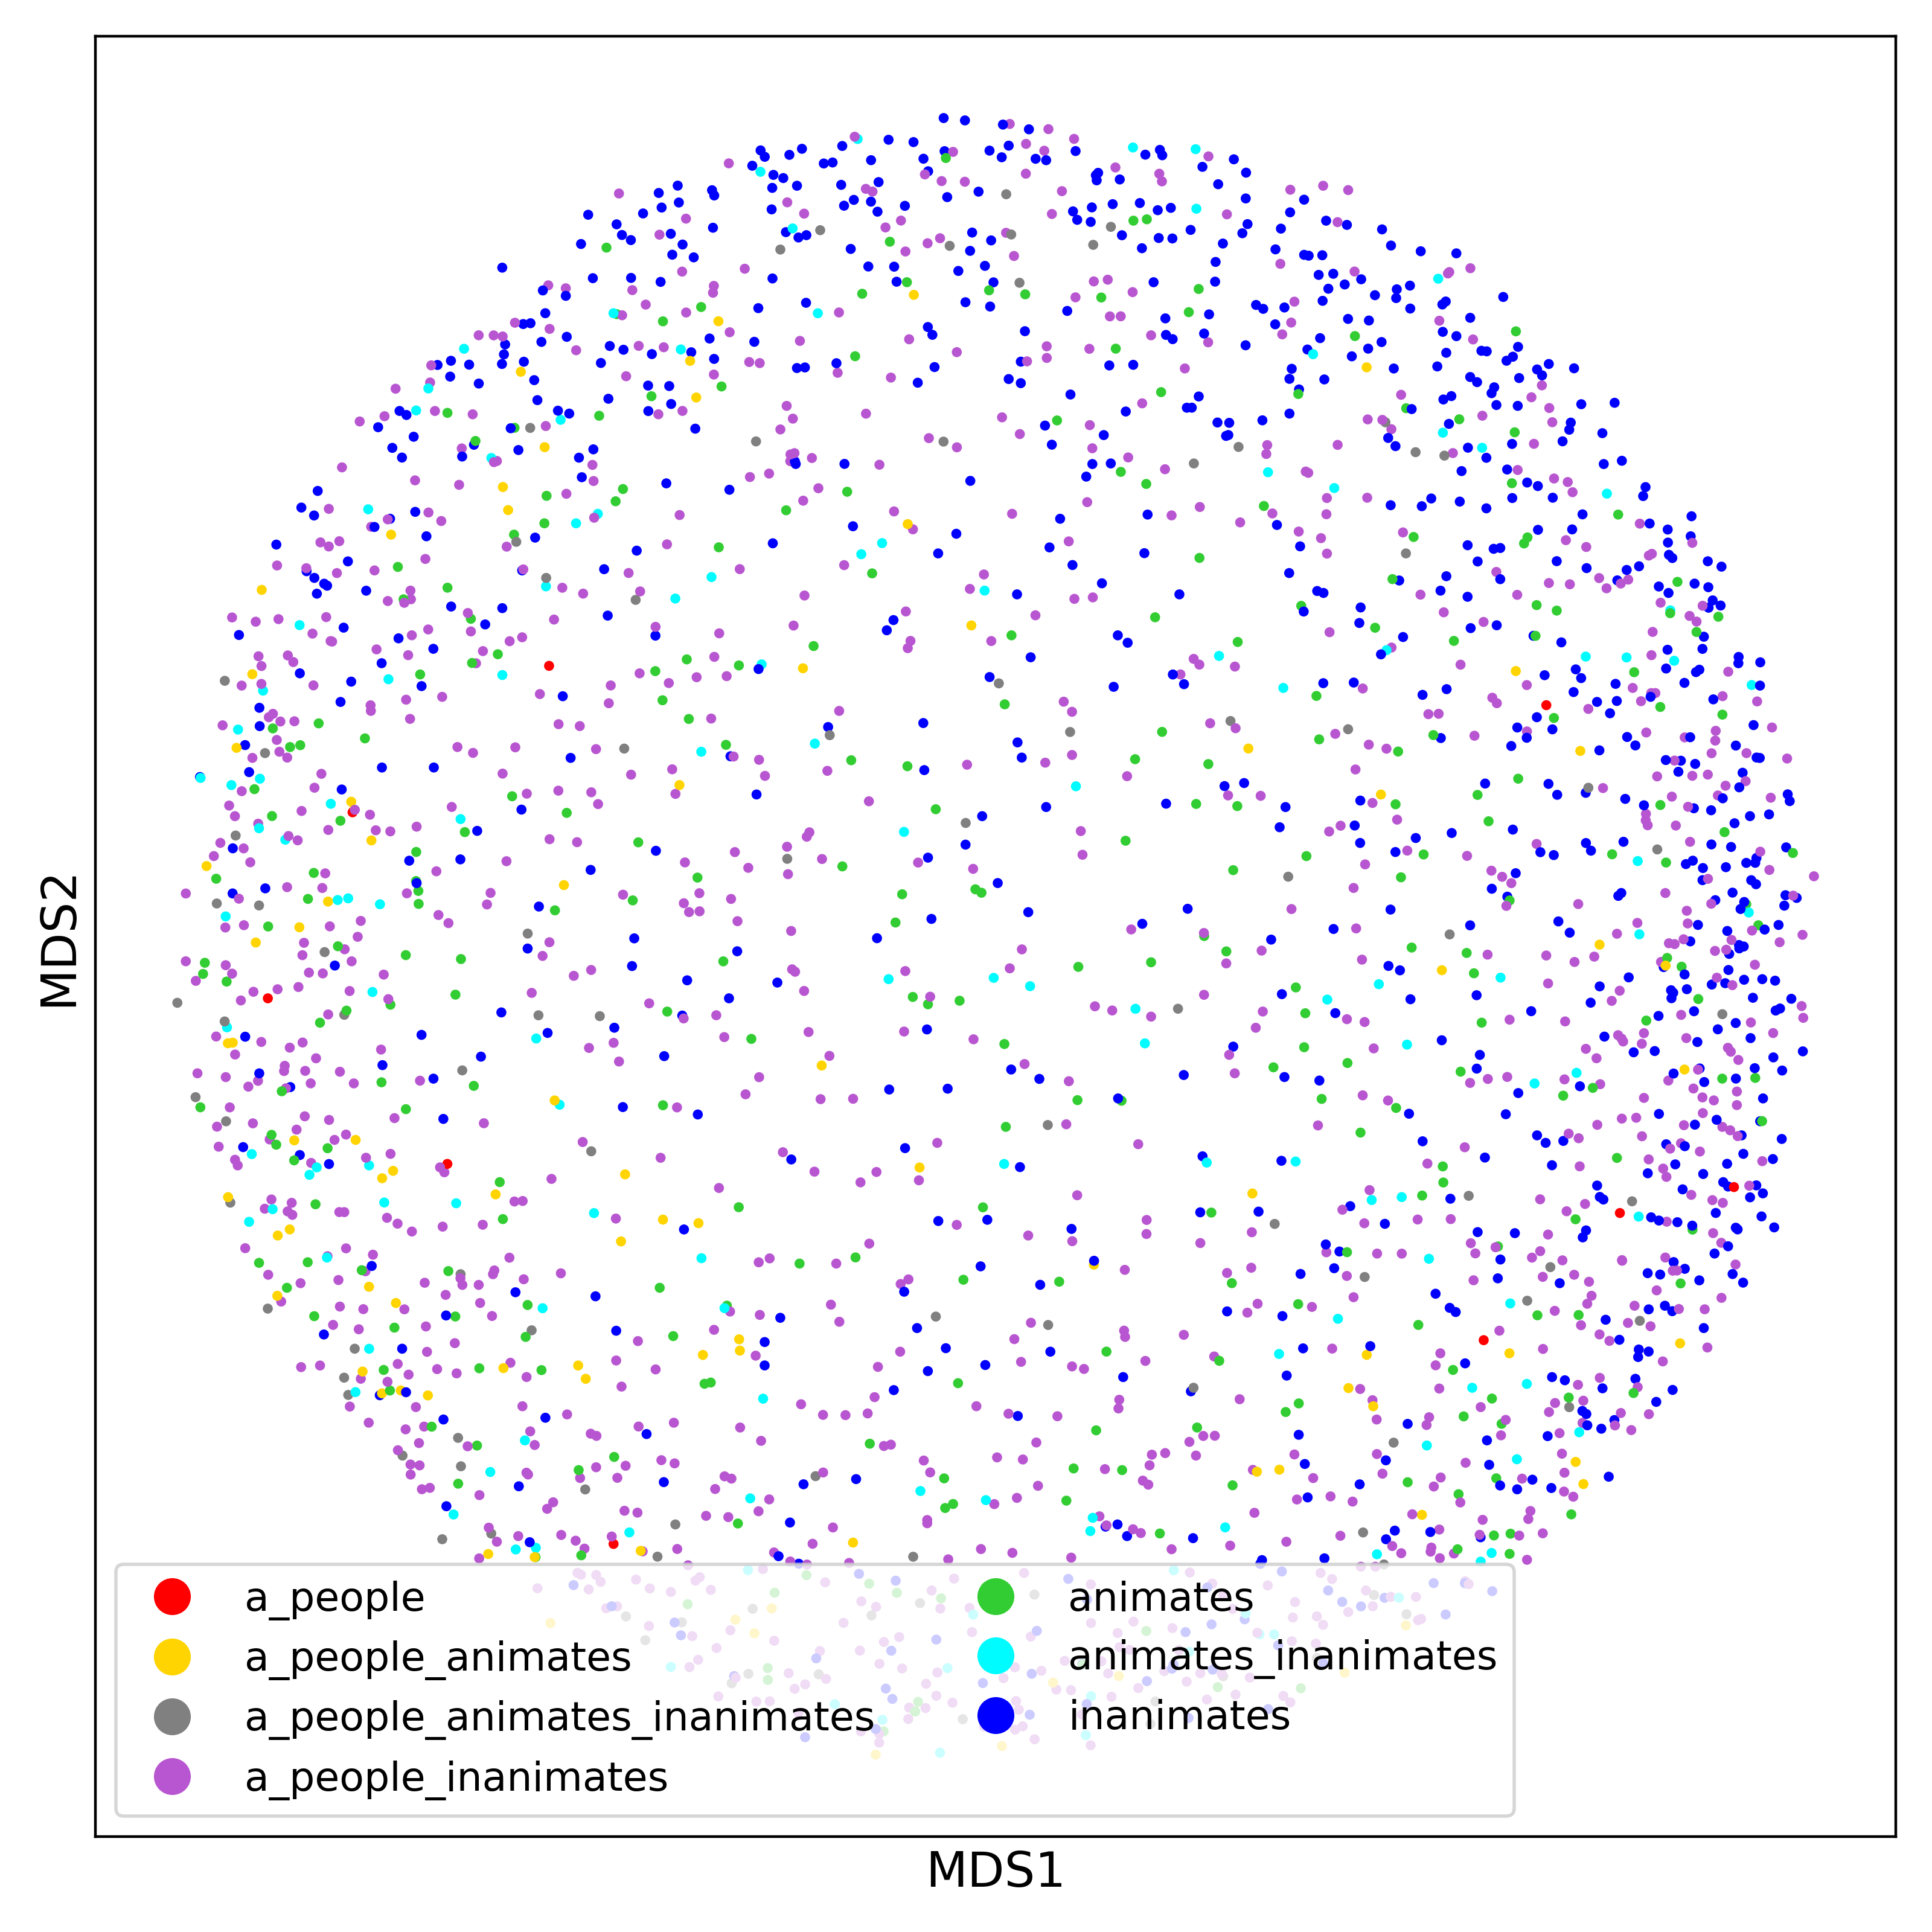 MDS2
a_people
a_people_animates
a_people_animates_inanimates
a_people_inanimates
animates
animates_inanimates
inanimates
MDS1